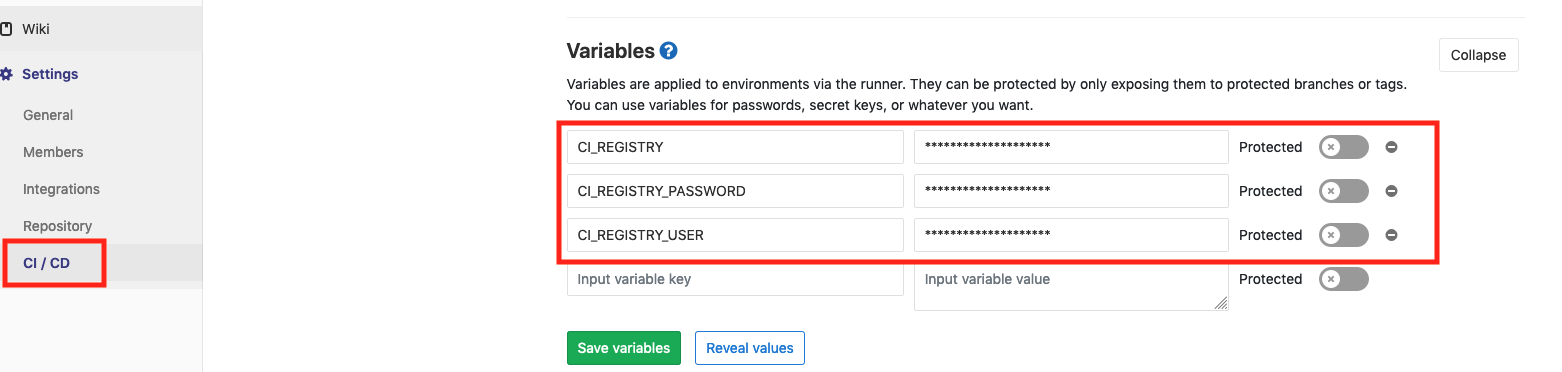 Wiki
Settings
General
Members
Integrations
Repository
CI / CD
Variables ?
Collapse
Variables are applied to environments via the runner. They can be protected by only exposing them to protected branches or tags.
You can use variables for passwords, secret keys, or whatever you want.
CI_REGISTRY ******************** Protected
CI_REGISTRY_PASSWORD ******************** Protected
CI_REGISTRY_USER ******************** Protected
Input variable key Input variable value Protected
Save variables Reveal values